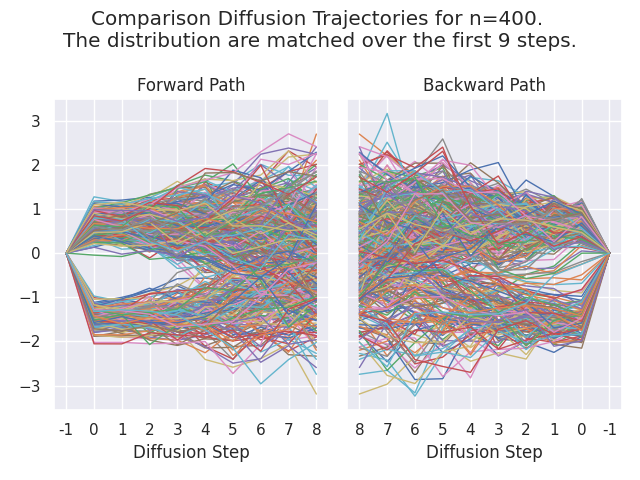 Comparison Diffusion Trajectories for n=400.
The distribution are matched over the first 9 steps.
Forward Path
Backward Path
3
2
1
0
−1
−2
−3
-1 0 1 2 3 4 5 6 7 8
8 7 6 5 4 3 2 1 0 -1
Diffusion Step
Diffusion Step